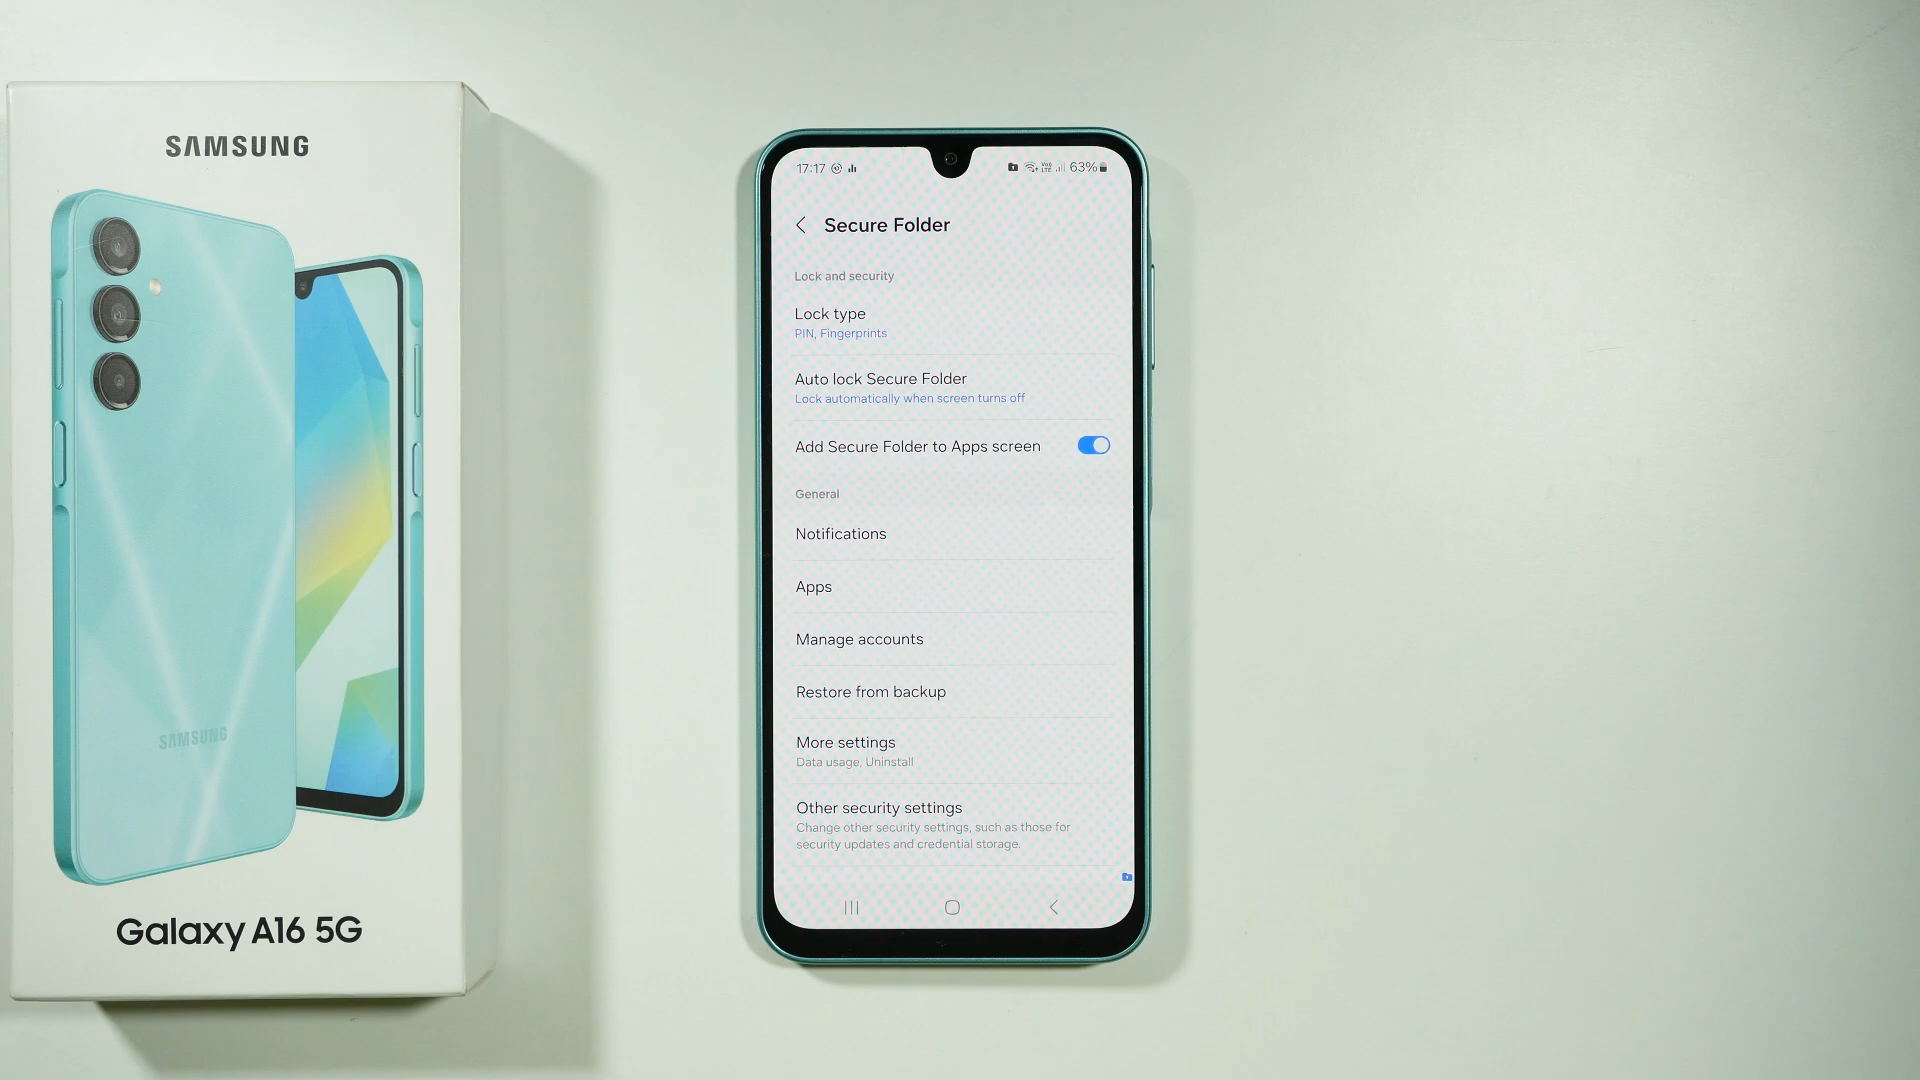 SAMSUNG
SAMSUNG
Galaxy A16 5G
17:17
63%
Secure Folder
Lock and security
Lock type
PIN, Fingerprints
Auto lock Secure Folder
Lock automatically when screen turns off
Add Secure Folder to Apps screen
General
Notifications
Apps
Manage accounts
Restore from backup
More settings
Data usage, Uninstall
Other security settings
Change other security settings, such as those for
security updates and credential storage.